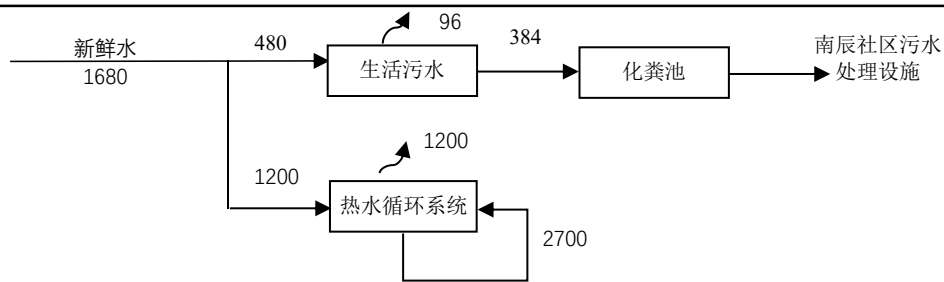 96
新鲜水
480
384
南辰社区污水
处理设施
1680
生活污水
化粪池
1200
1200
热水循环系统
2700